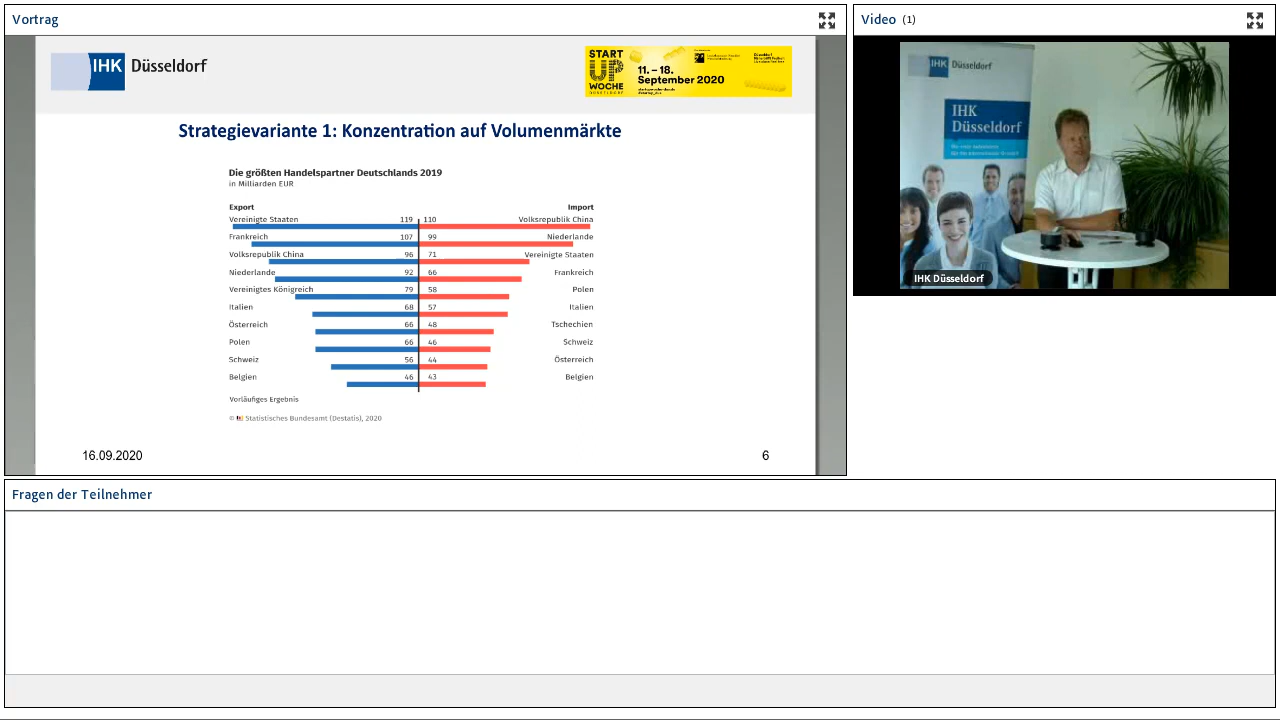 Vortrag
IHK Düsseldorf
START
UP
WOCHE
DÜSSELDORF
11. – 18.
September 2020
Strategievariante 1: Konzentration auf Volumenmärkte
Die größten Handelspartner Deutschlands 2019
in Milliarden EUR
Export Import
Vereinigte Staaten 119 110 Volksrepublik China
Frankreich 107 99 Niederlande
Volksrepublik China 96 71 Vereinigte Staaten
Niederlande 92 66 Frankreich
Vereinigtes Königreich 79 58 Polen
Italien 68 57 Italien
Österreich 66 48 Tschechien
Polen 66 46 Schweiz
Schweiz 56 44 Österreich
Belgien 46 43 Belgien
Vorläufiges Ergebnis
© Statistisches Bundesamt (Destatis), 2020
16.09.2020 6
Video (1)
IHK Düsseldorf
IHK
Düsseldorf
IHK Düsseldorf
Fragen der Teilnehmer